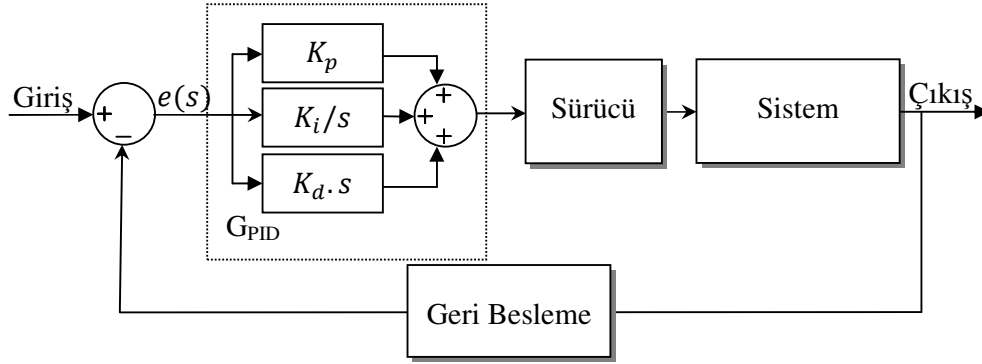 Giriş
+
−
e(s)
K_p
K_i/s
K_d.s
G_PID
+
+
+
Sürücü
Sistem
Çıkış
Geri Besleme